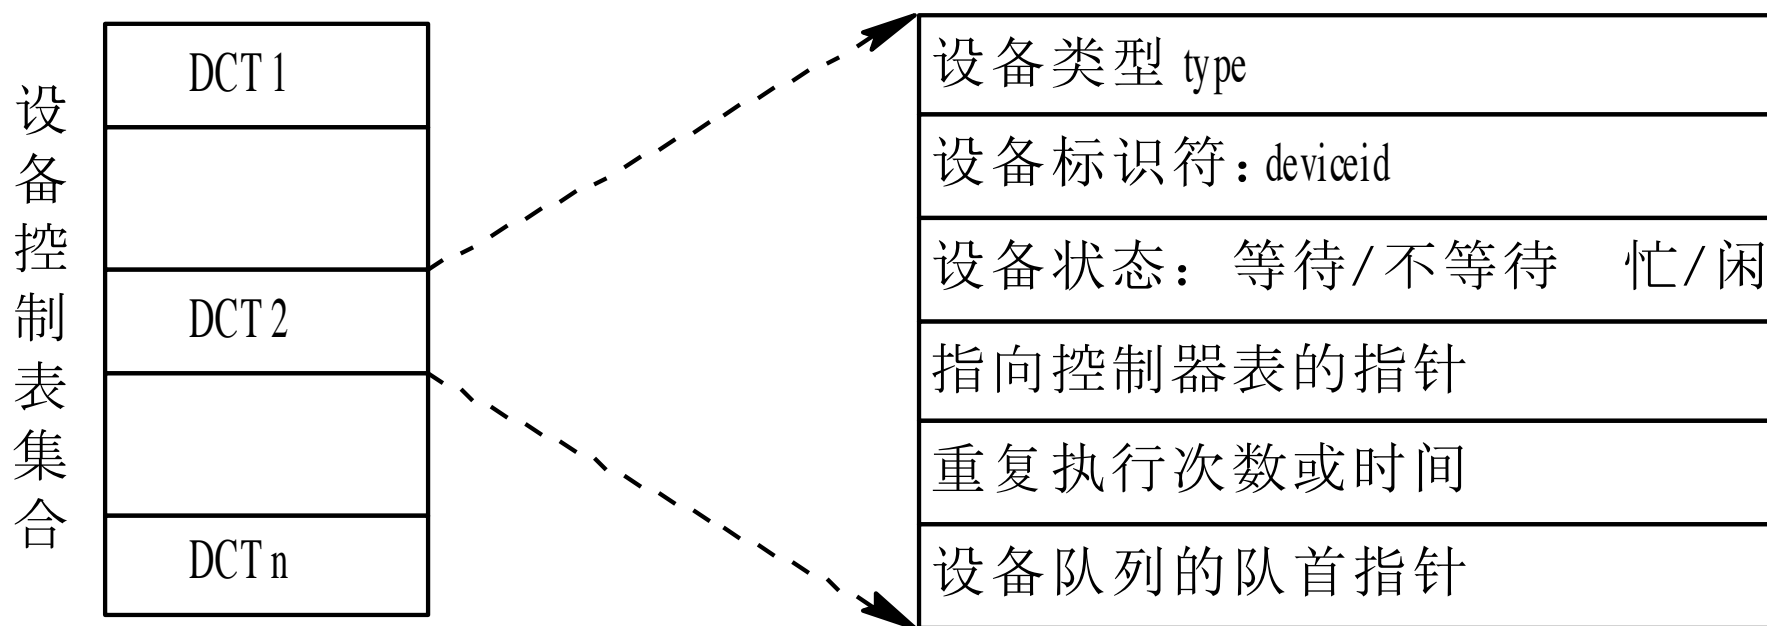 设备控制表集合
DCT 1
DCT 2
DCT n
设备类型 type
设备标识符：deviceid
设备状态：等待/不等待 忙/闲
指向控制器表的指针
重复执行次数或时间
设备队列的队首指针